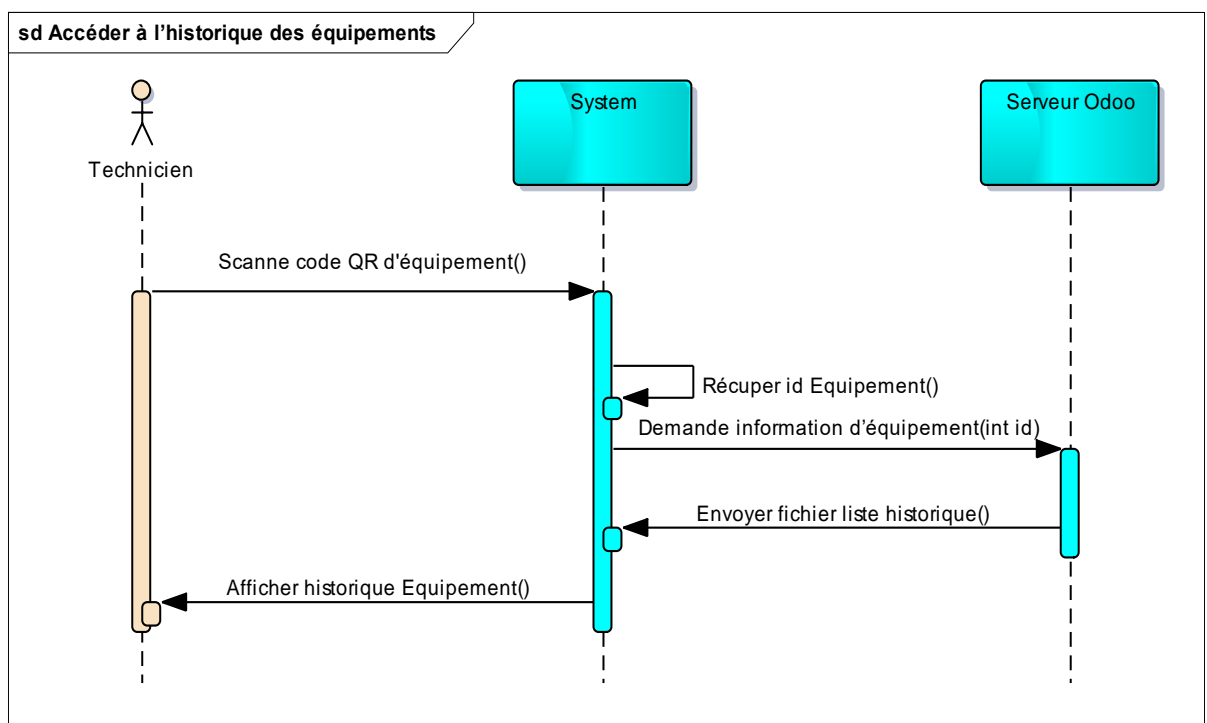 sd Accéder à l’historique des équipements
System
Serveur Odoo
Technicien
Scanne code QR d'équipement()
Récuper id Equipement()
Demande information d’équipement(int id)
Envoyer fichier liste historique()
Afficher historique Equipement()